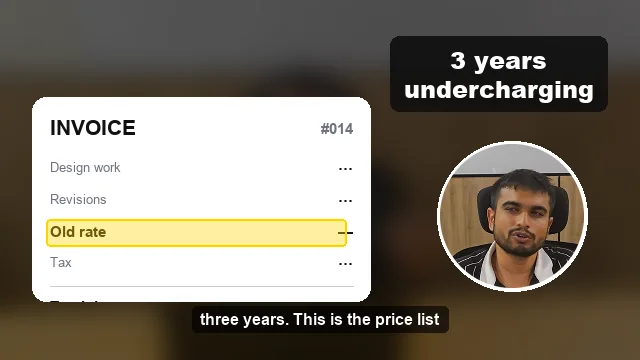 3 years
undercharging
INVOICE #014
Design work ...
Revisions ...
Old rate —
Tax ...
three years. This is the price list